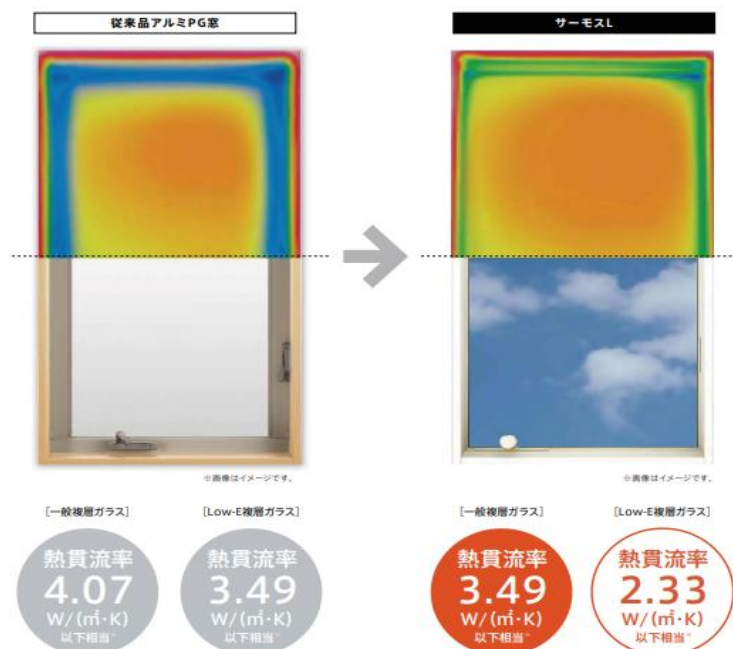 従来品アルミPG窓
サーモスL
※画像はイメージです。
※画像はイメージです。
[一般複層ガラス]
[Low-E複層ガラス]
[一般複層ガラス]
[Low-E複層ガラス]
熱貫流率
4.07
W/(㎡・K)
以下相当※
熱貫流率
3.49
W/(㎡・K)
以下相当※
熱貫流率
3.49
W/(㎡・K)
以下相当※
熱貫流率
2.33
W/(㎡・K)
以下相当※